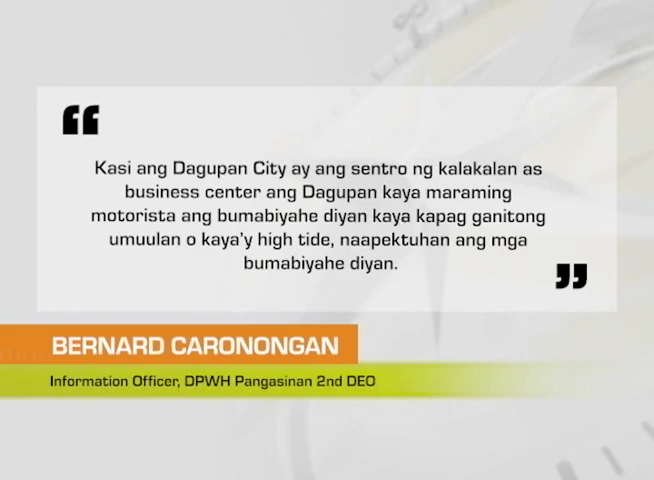 “
Kasi ang Dagupan City ay ang sentro ng kalakalan as
business center ang Dagupan kaya maraming
motorista ang bumabiyahe diyan kaya kapag ganitong
umuulan o kaya'y high tide, naapektuhan ang mga
bumabiyahe diyan.
”
BERNARD CARONONGAN
Information Officer, DPWH Pangasinan 2nd DEO